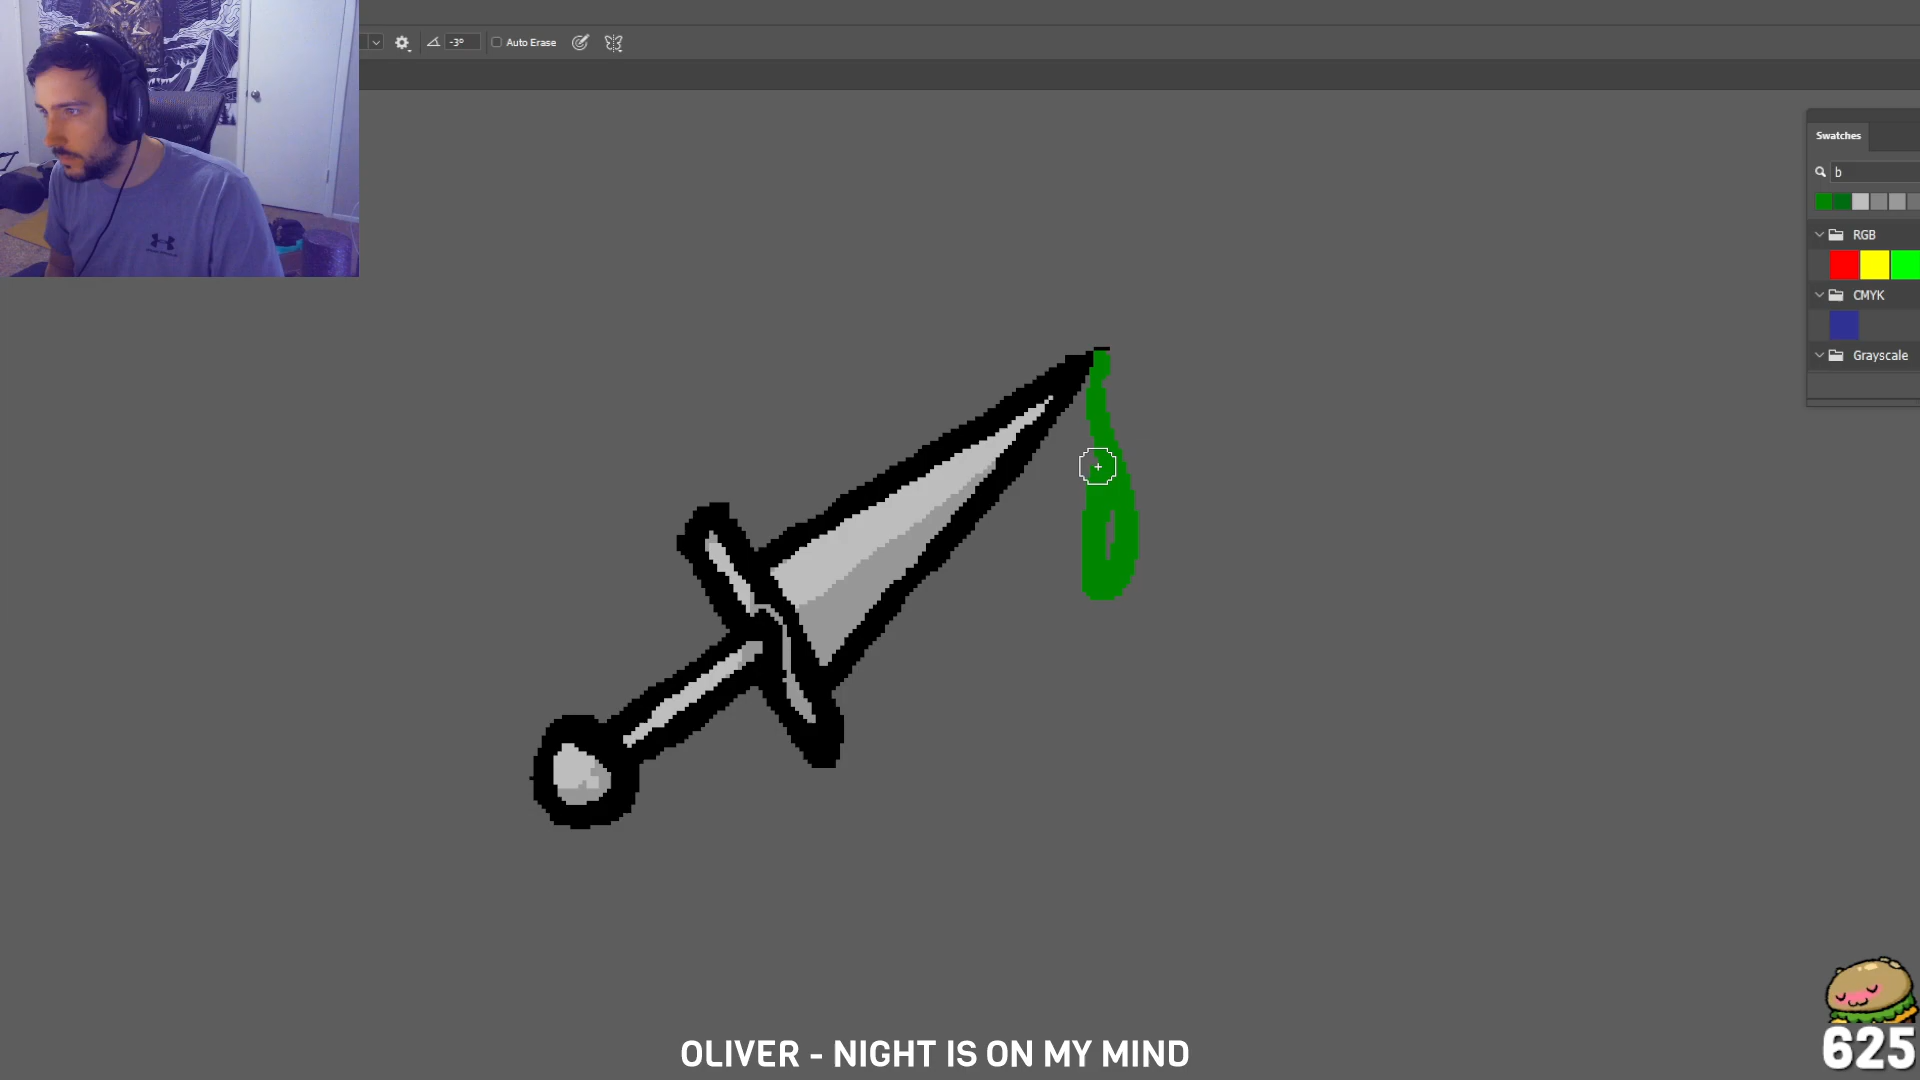 -3°
Auto Erase
Swatches
b
RGB
CMYK
Grayscale
OLIVER - NIGHT IS ON MY MIND
625